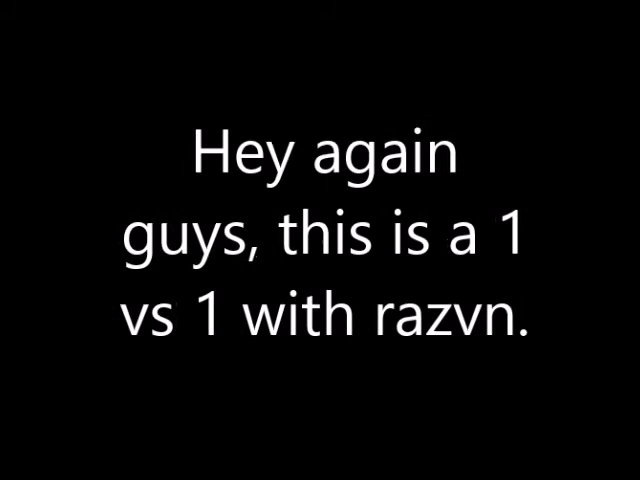 Hey again
guys, this is a 1
vs 1 with razvn.